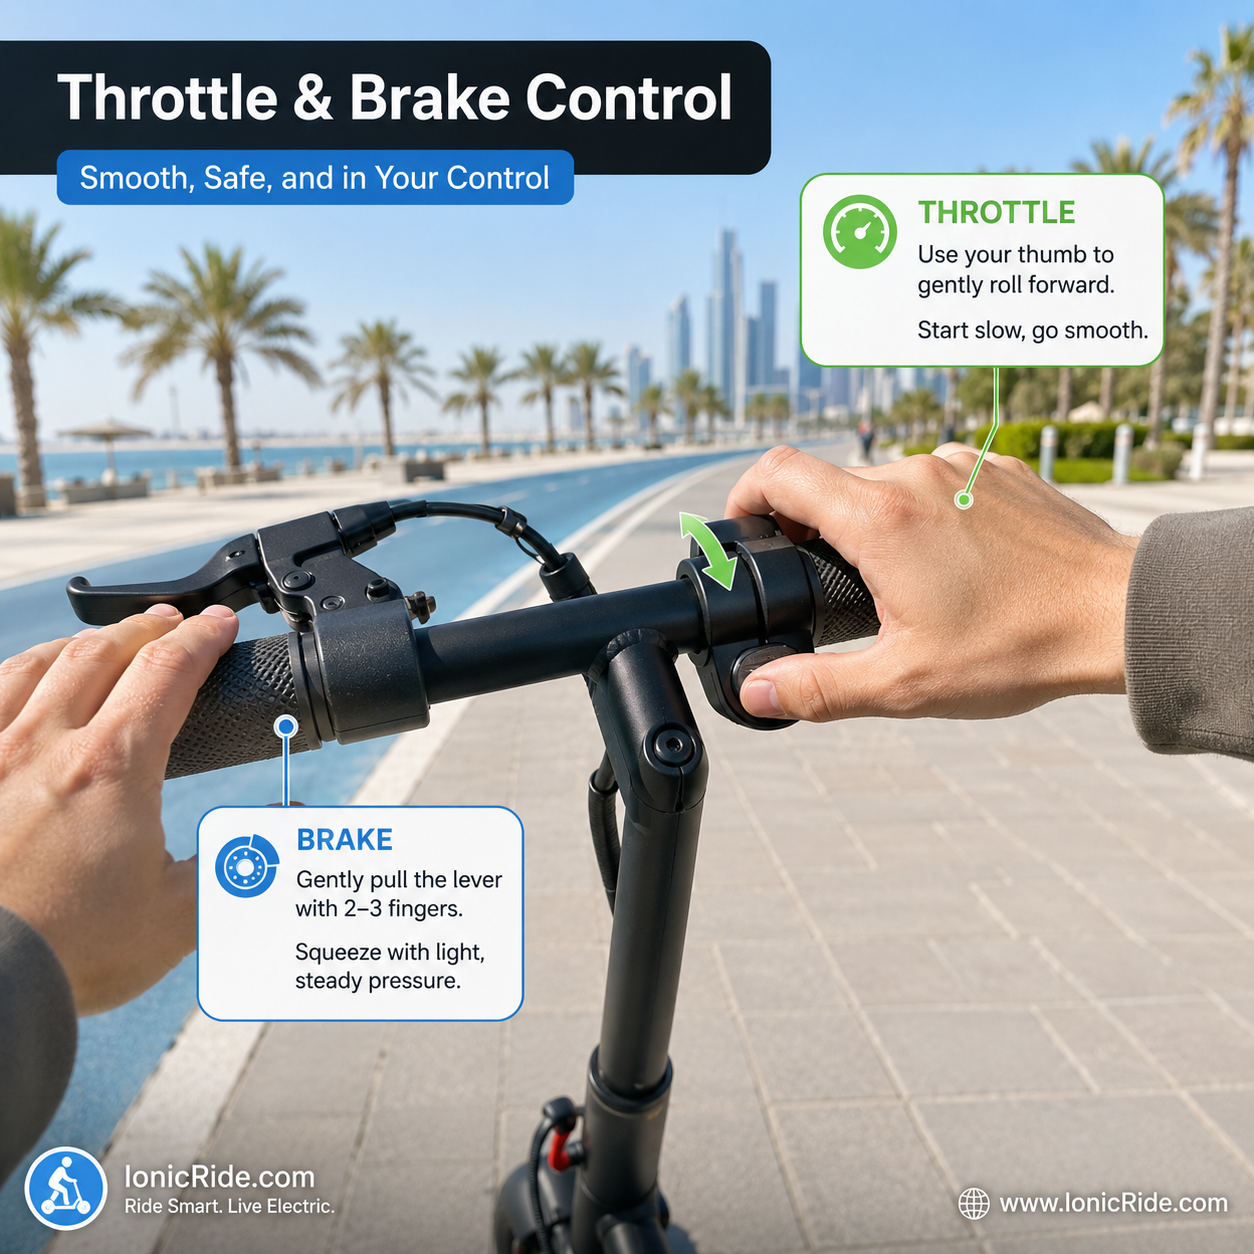 Throttle & Brake Control
Smooth, Safe, and in Your Control
THROTTLE
Use your thumb to
gently roll forward.
Start slow, go smooth.
BRAKE
Gently pull the lever
with 2–3 fingers.
Squeeze with light,
steady pressure.
IonicRide.com
Ride Smart. Live Electric.
www.IonicRide.com